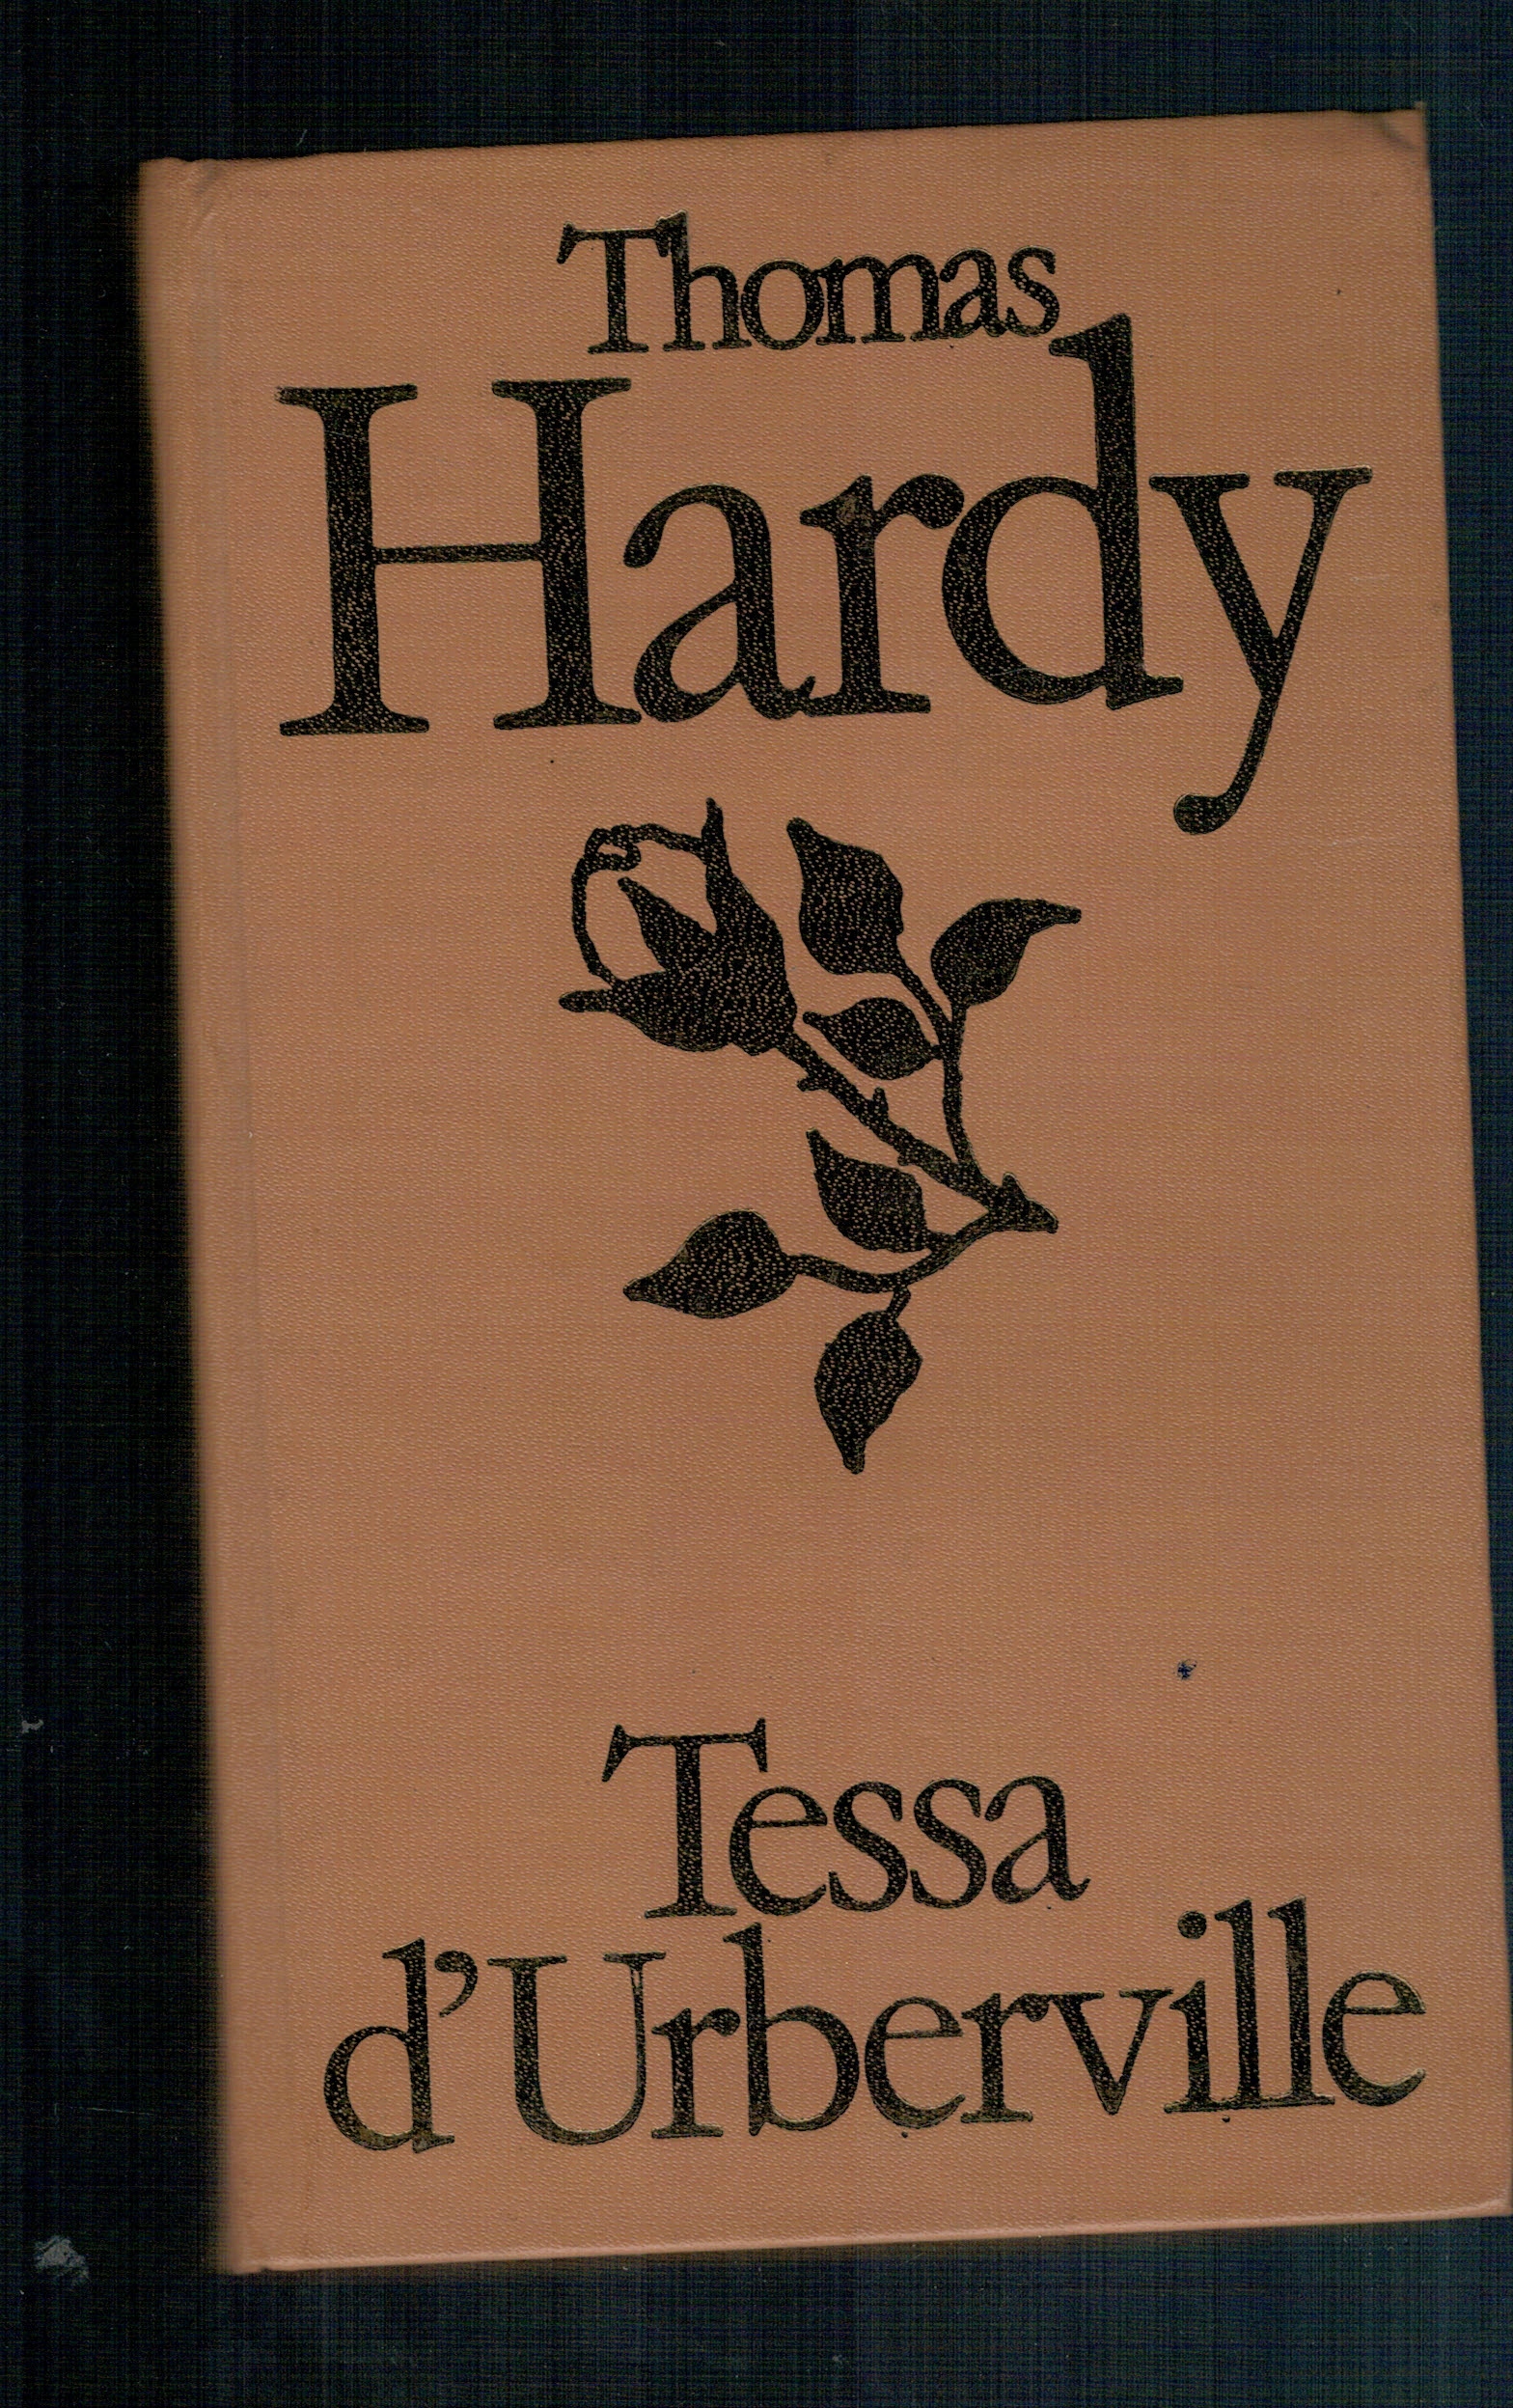 Thomas
Hardy
Tessa
d’Urberville